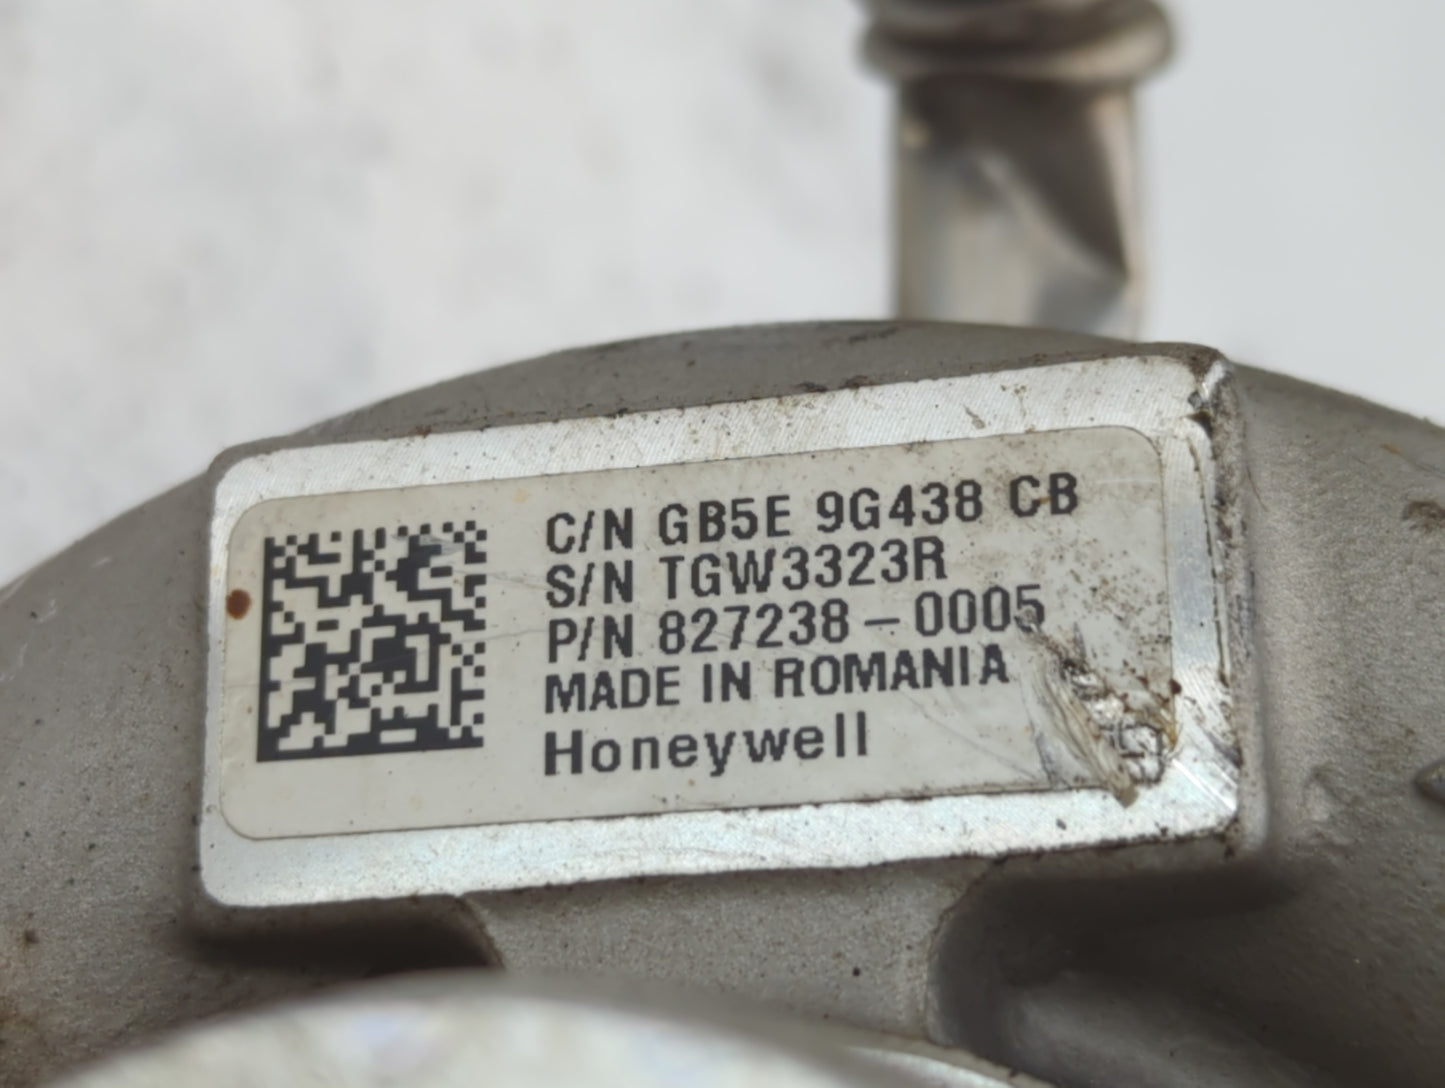 C/N GB5E 9G438 CB
S/N TGW3323R
P/N 827238-0005
MADE IN ROMANIA
Honeywell